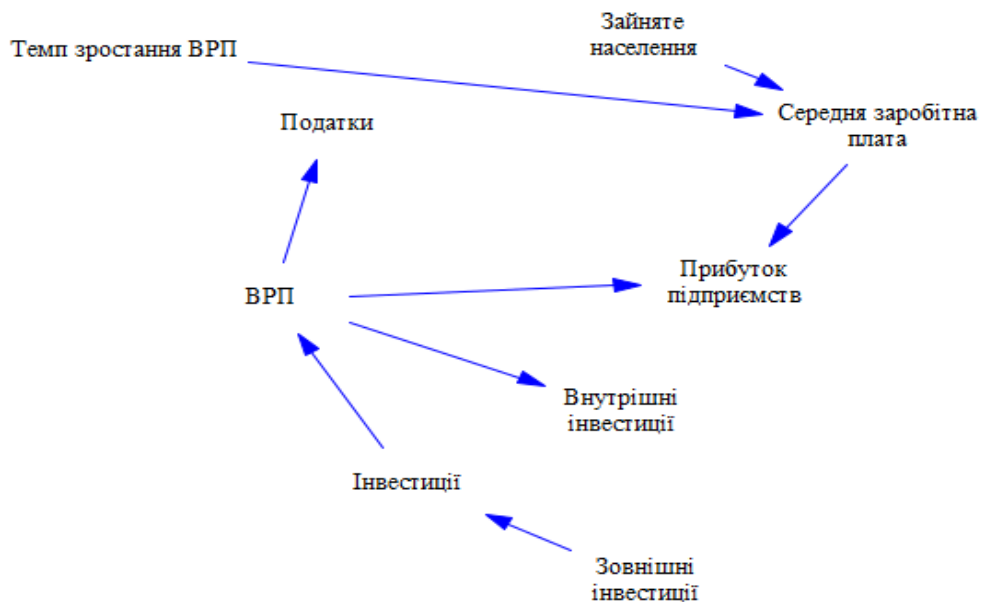 Зайняте
населення
Темп зростання ВРП
Середня заробітна
плата
Податки
Прибуток
підприємств
ВРП
Внутрішні
інвестиції
Інвестиції
Зовнішні
інвестиції